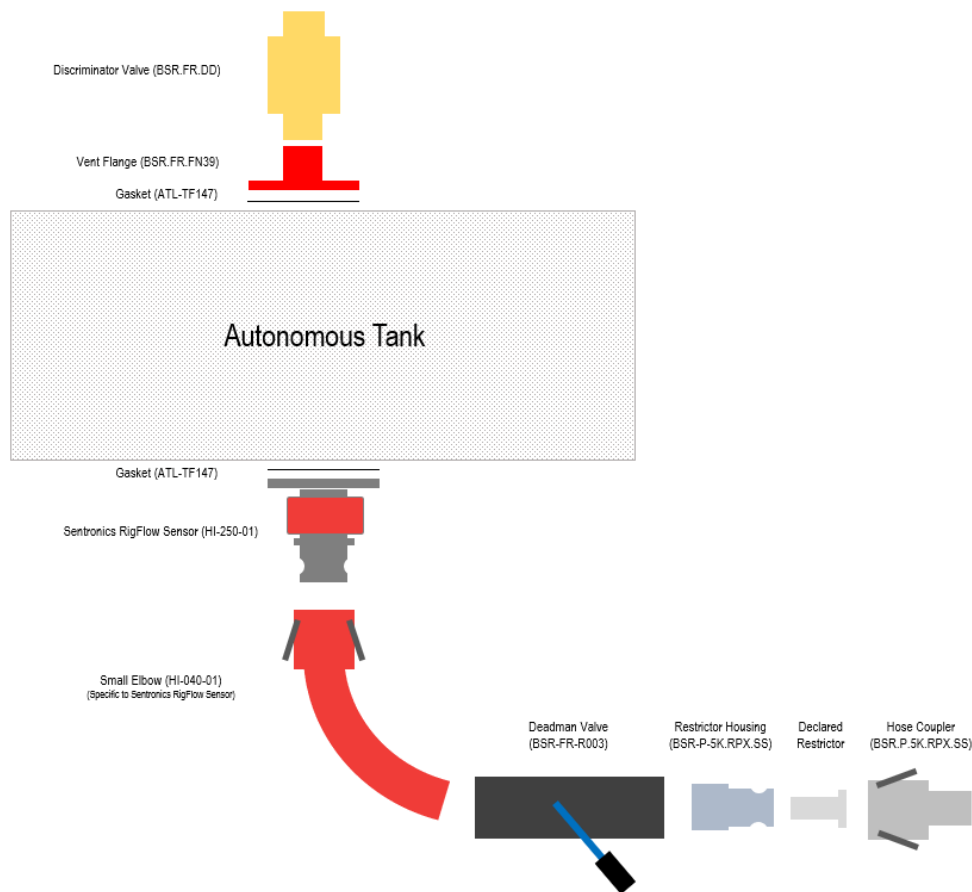 Discriminator Valve (BSR.FR.DD)
Vent Flange (BSR.FR.FN39)
Gasket (ATL-TF147)
Autonomous Tank
Gasket (ATL-TF147)
Sentronics RigFlow Sensor (HI-250-01)
Small Elbow (HI-040-01)
(Specific to Sentronics RigFlow Sensor)
Deadman Valve
(BSR-FR-R003)
Restrictor Housing
(BSR-P-5K.RPX.SS)
Declared
Restrictor
Hose Coupler
(BSR.P.5K.RPX.SS)